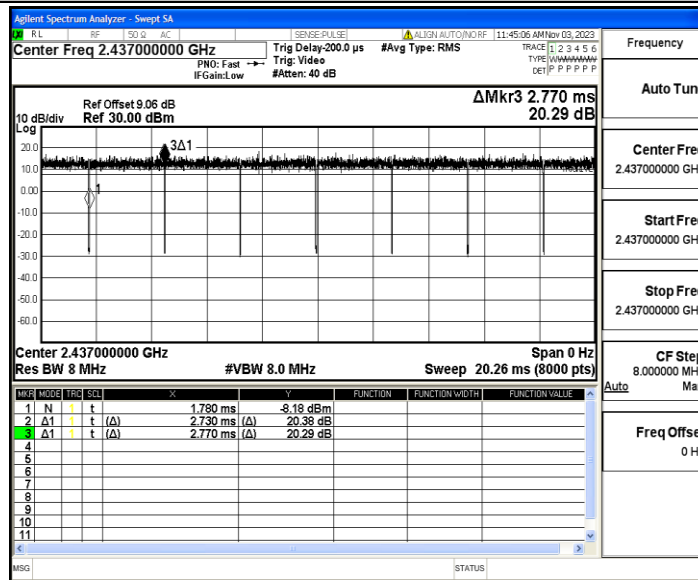 Agilent Spectrum Analyzer - Swept SA
RL RF 50 Ω AC SENSE:PULSE ALIGN AUTO/NO RF 11:45:06 AM Nov 03, 2023
Center Freq 2.437000000 GHz
PNO: Fast
IFGain:Low
Trig Delay-200.0 µs
Trig: Video
#Atten: 40 dB
#Avg Type: RMS
TRACE 1 2 3 4 5 6
TYPE
DET P P P P P P
ΔMkr3 2.770 ms
20.29 dB
Ref Offset 9.06 dB
10 dB/div Ref 30.00 dBm
Log
20.0
10.0
0.00
-10.0
-20.0
-30.0
-40.0
-50.0
-60.0
3Δ1
1
Center 2.437000000 GHz Span 0 Hz
Res BW 8 MHz #VBW 8.0 MHz Sweep 20.26 ms (8000 pts)
MKR MODE TRC SCL X Y FUNCTION FUNCTION WIDTH FUNCTION VALUE
1 N 1 t 1.780 ms -8.18 dBm
2 Δ1 1 t (Δ) 2.730 ms (Δ) 20.38 dB
3 Δ1 1 t (Δ) 2.770 ms (Δ) 20.29 dB
4
5
6
7
8
9
10
11
MSG STATUS
Frequency
Auto Tun
Center Fre
2.437000000 GH
Start Fre
2.437000000 GH
Stop Fre
2.437000000 GH
CF Step
8.000000 MH
Auto Ma
Freq Offse
0 H